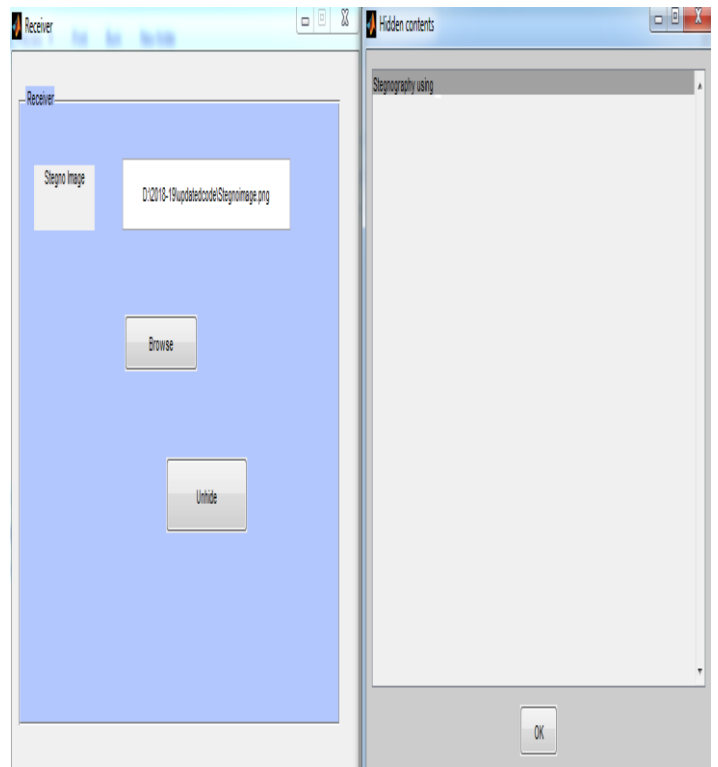 Receiver
Receiver
Stegno Image
D:\2018-19\updatedcode\Stegnoimage.png
Browse
Unhide
Hidden contents
Stegnography using
OK